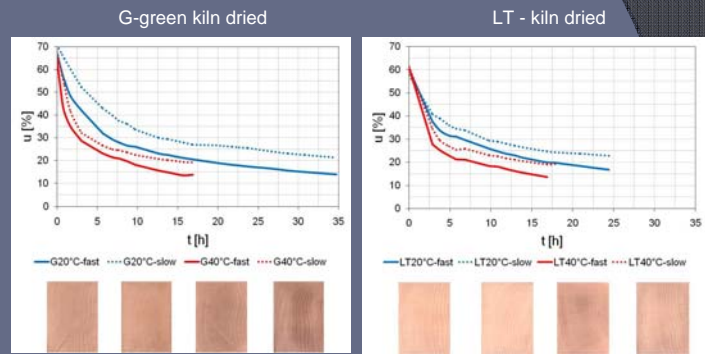 G-green kiln dried
LT - kiln dried
70
60
50
40
30
20
10
0
u [%]
0 5 10 15 20 25 30 35
t [h]
G20°C-fast G20°C-slow G40°C-fast G40°C-slow
70
60
50
40
30
20
10
0
u [%]
0 5 10 15 20 25 30 35
t [h]
LT20°C-fast LT20°C-slow LT40°C-fast LT40°C-slow